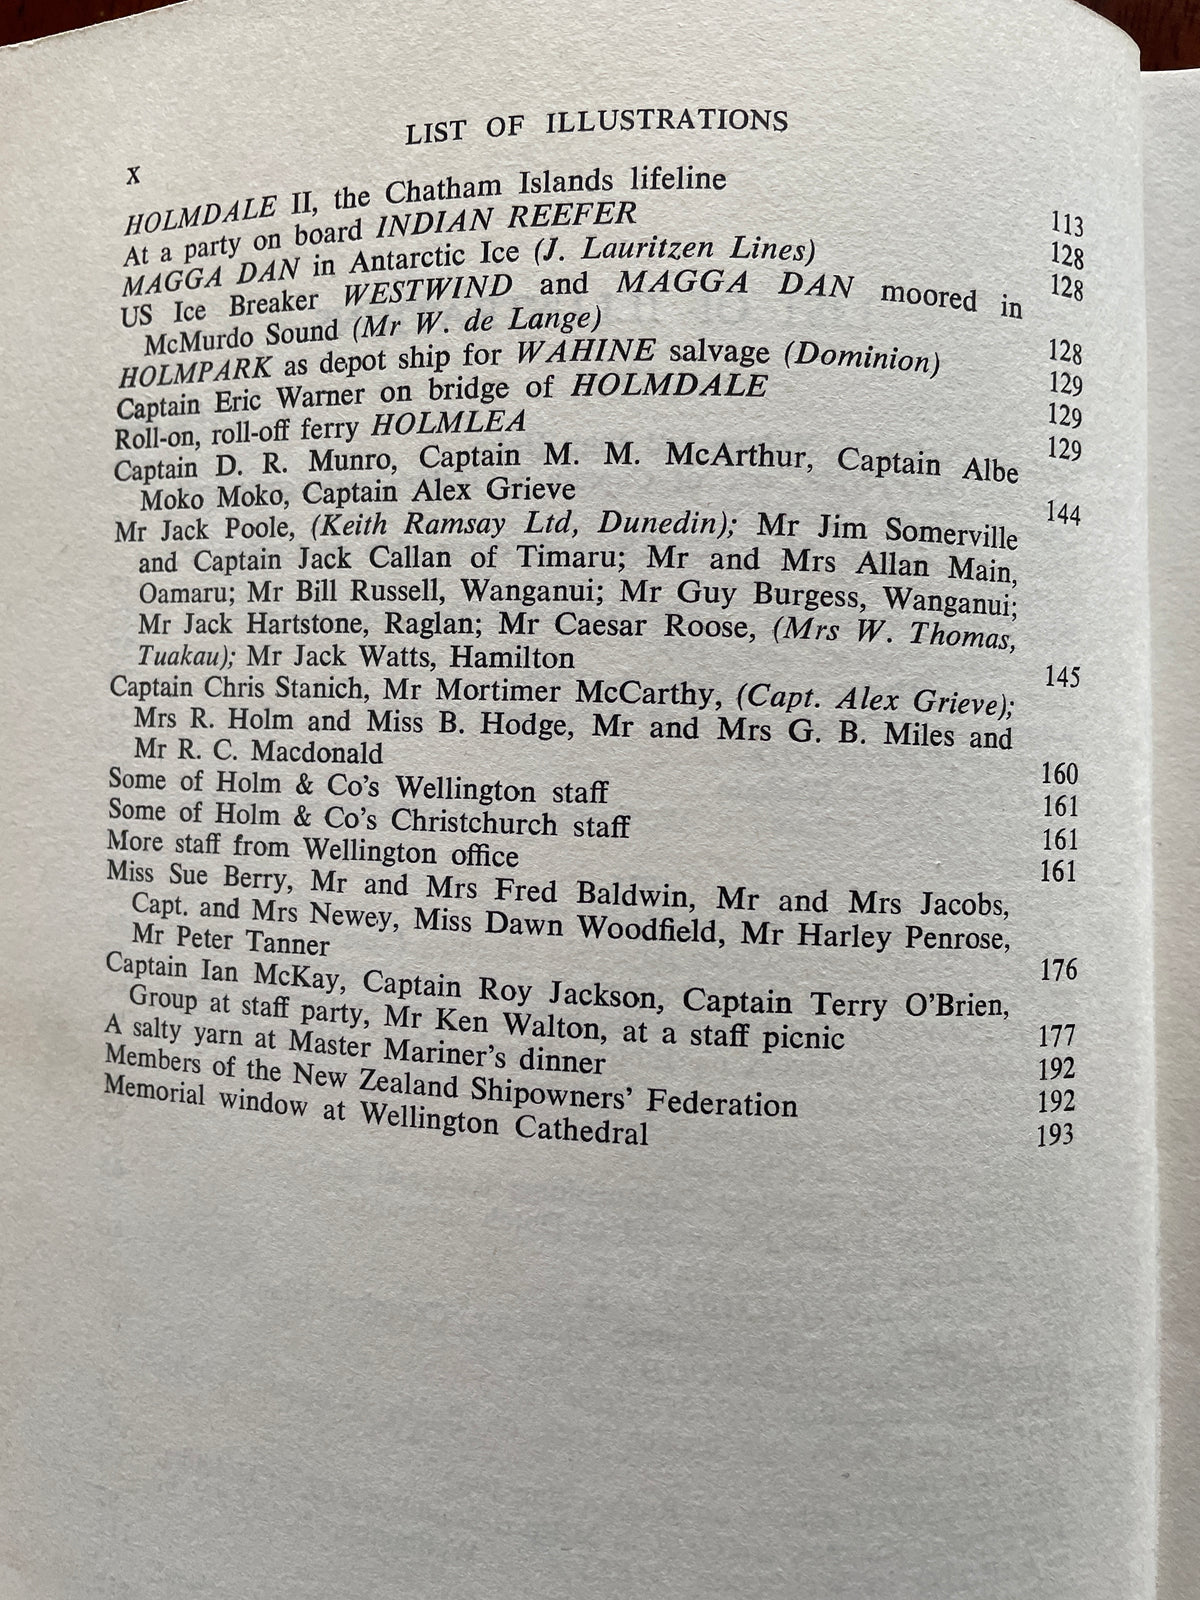 LIST OF ILLUSTRATIONS
x
HOLMDALE II, the Chatham Islands lifeline 113
At a party on board INDIAN REEFER 128
MAGGA DAN in Antarctic Ice (J. Lauritzen Lines) 128
US Ice Breaker WESTWIND and MAGGA DAN moored in
McMurdo Sound (Mr W. de Lange) 128
HOLMPARK as depot ship for WAHINE salvage (Dominion) 129
Captain Eric Warner on bridge of HOLMDALE 129
Roll-on, roll-off ferry HOLMLEA 129
Captain D. R. Munro, Captain M. M. McArthur, Captain Albe
Moko Moko, Captain Alex Grieve 144
Mr Jack Poole, (Keith Ramsay Ltd, Dunedin); Mr Jim Somerville
and Captain Jack Callan of Timaru; Mr and Mrs Allan Main,
Oamaru; Mr Bill Russell, Wanganui; Mr Guy Burgess, Wanganui;
Mr Jack Hartstone, Raglan; Mr Caesar Roose, (Mrs W. Thomas,
Tuakau); Mr Jack Watts, Hamilton 145
Captain Chris Stanich, Mr Mortimer McCarthy, (Capt. Alex Grieve);
Mrs R. Holm and Miss B. Hodge, Mr and Mrs G. B. Miles and
Mr R. C. Macdonald 160
Some of Holm & Co's Wellington staff 161
Some of Holm & Co's Christchurch staff 161
More staff from Wellington office 161
Miss Sue Berry, Mr and Mrs Fred Baldwin, Mr and Mrs Jacobs,
Capt. and Mrs Newey, Miss Dawn Woodfield, Mr Harley Penrose,
Mr Peter Tanner 176
Captain Ian McKay, Captain Roy Jackson, Captain Terry O'Brien,
Group at staff party, Mr Ken Walton, at a staff picnic 177
A salty yarn at Master Mariner's dinner 192
Members of the New Zealand Shipowners' Federation 192
Memorial window at Wellington Cathedral 193